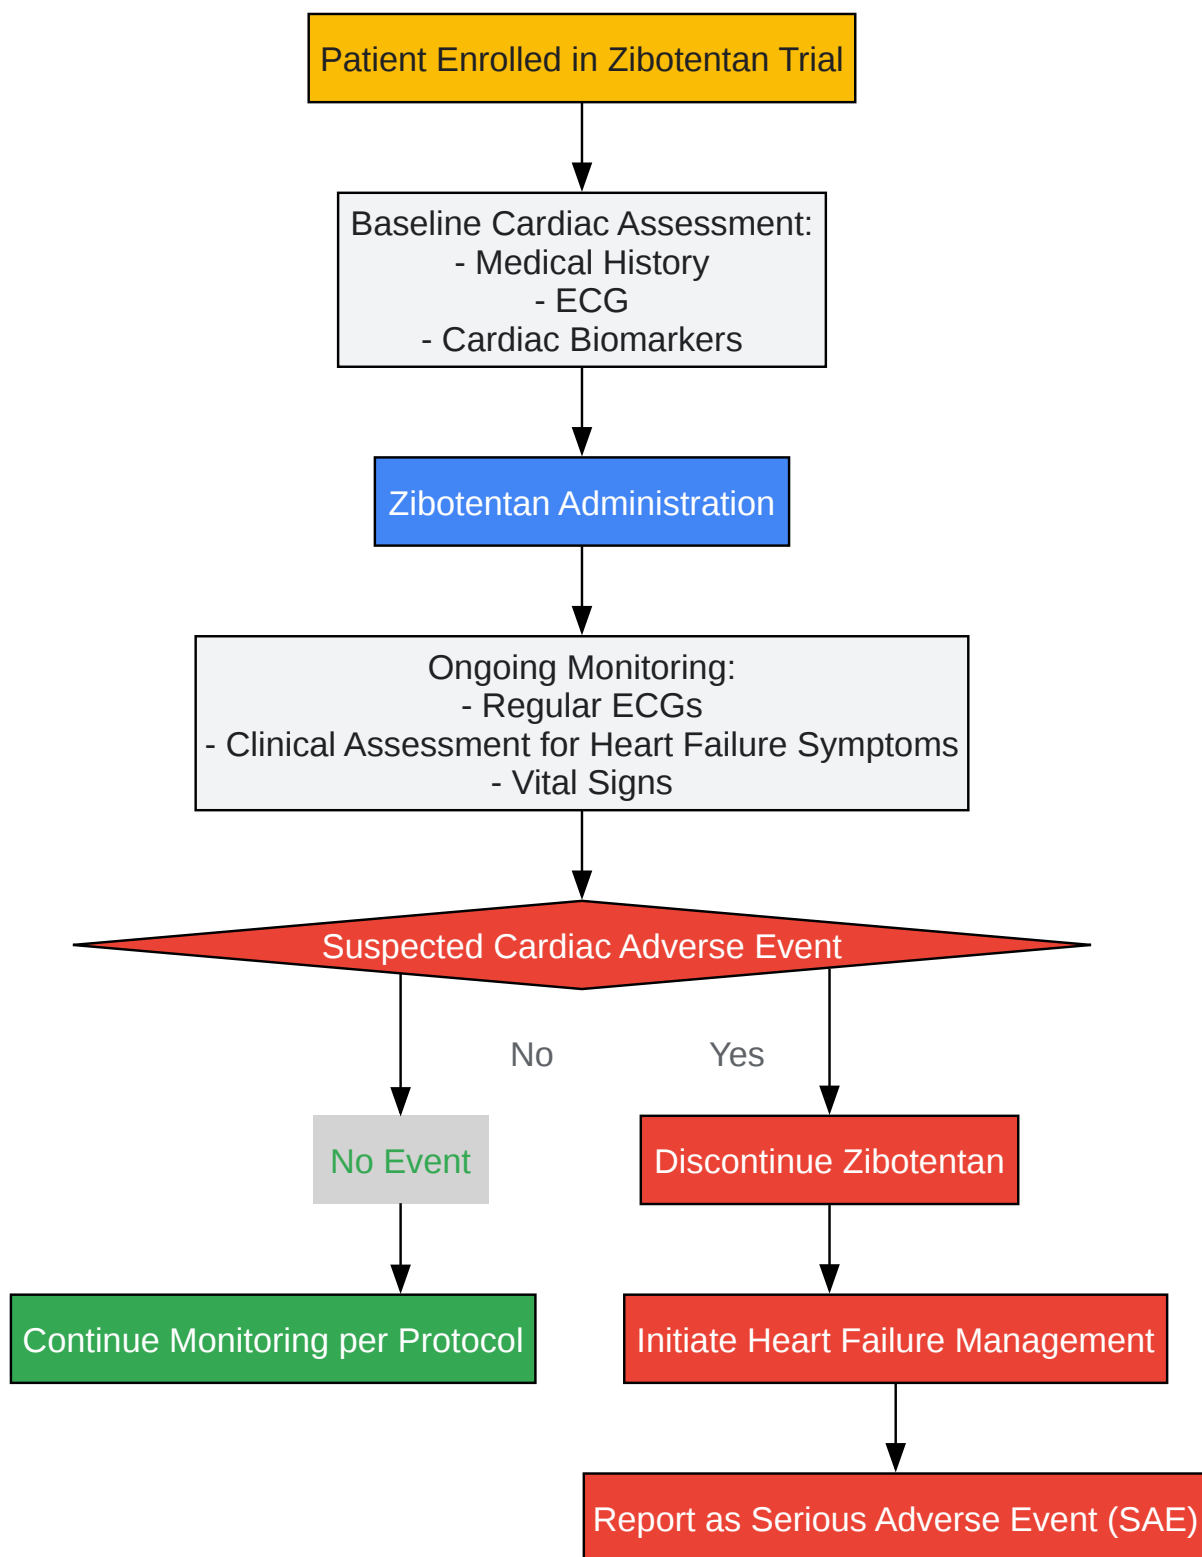 Patient Enrolled in Zibotentan Trial
Baseline Cardiac Assessment:
- Medical History
- ECG
- Cardiac Biomarkers
Zibotentan Administration
Ongoing Monitoring:
- Regular ECGs
- Clinical Assessment for Heart Failure Symptoms
- Vital Signs
Suspected Cardiac Adverse Event
No
Yes
No Event
Discontinue Zibotentan
Continue Monitoring per Protocol
Initiate Heart Failure Management
Report as Serious Adverse Event (SAE)